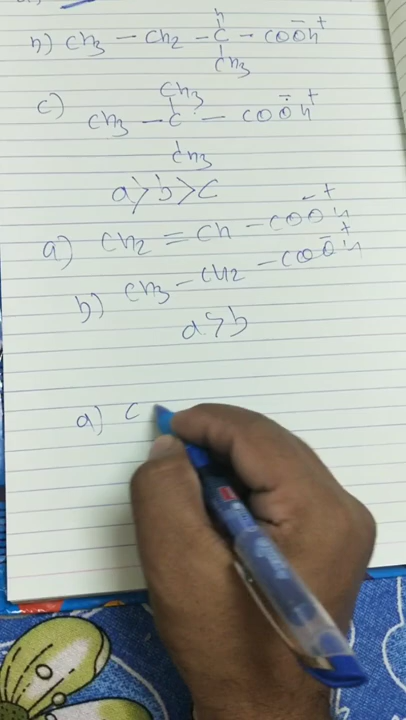 H
b) CH3 - CH2 - C - COO⁻H⁺
CH3
CH3
c) CH3 - C - COO⁻H⁺
CH3
a > b > c
a) CH2 = CH - COO⁻H⁺
b) CH3 - CH2 - COO⁻H⁺
a > b
a) C